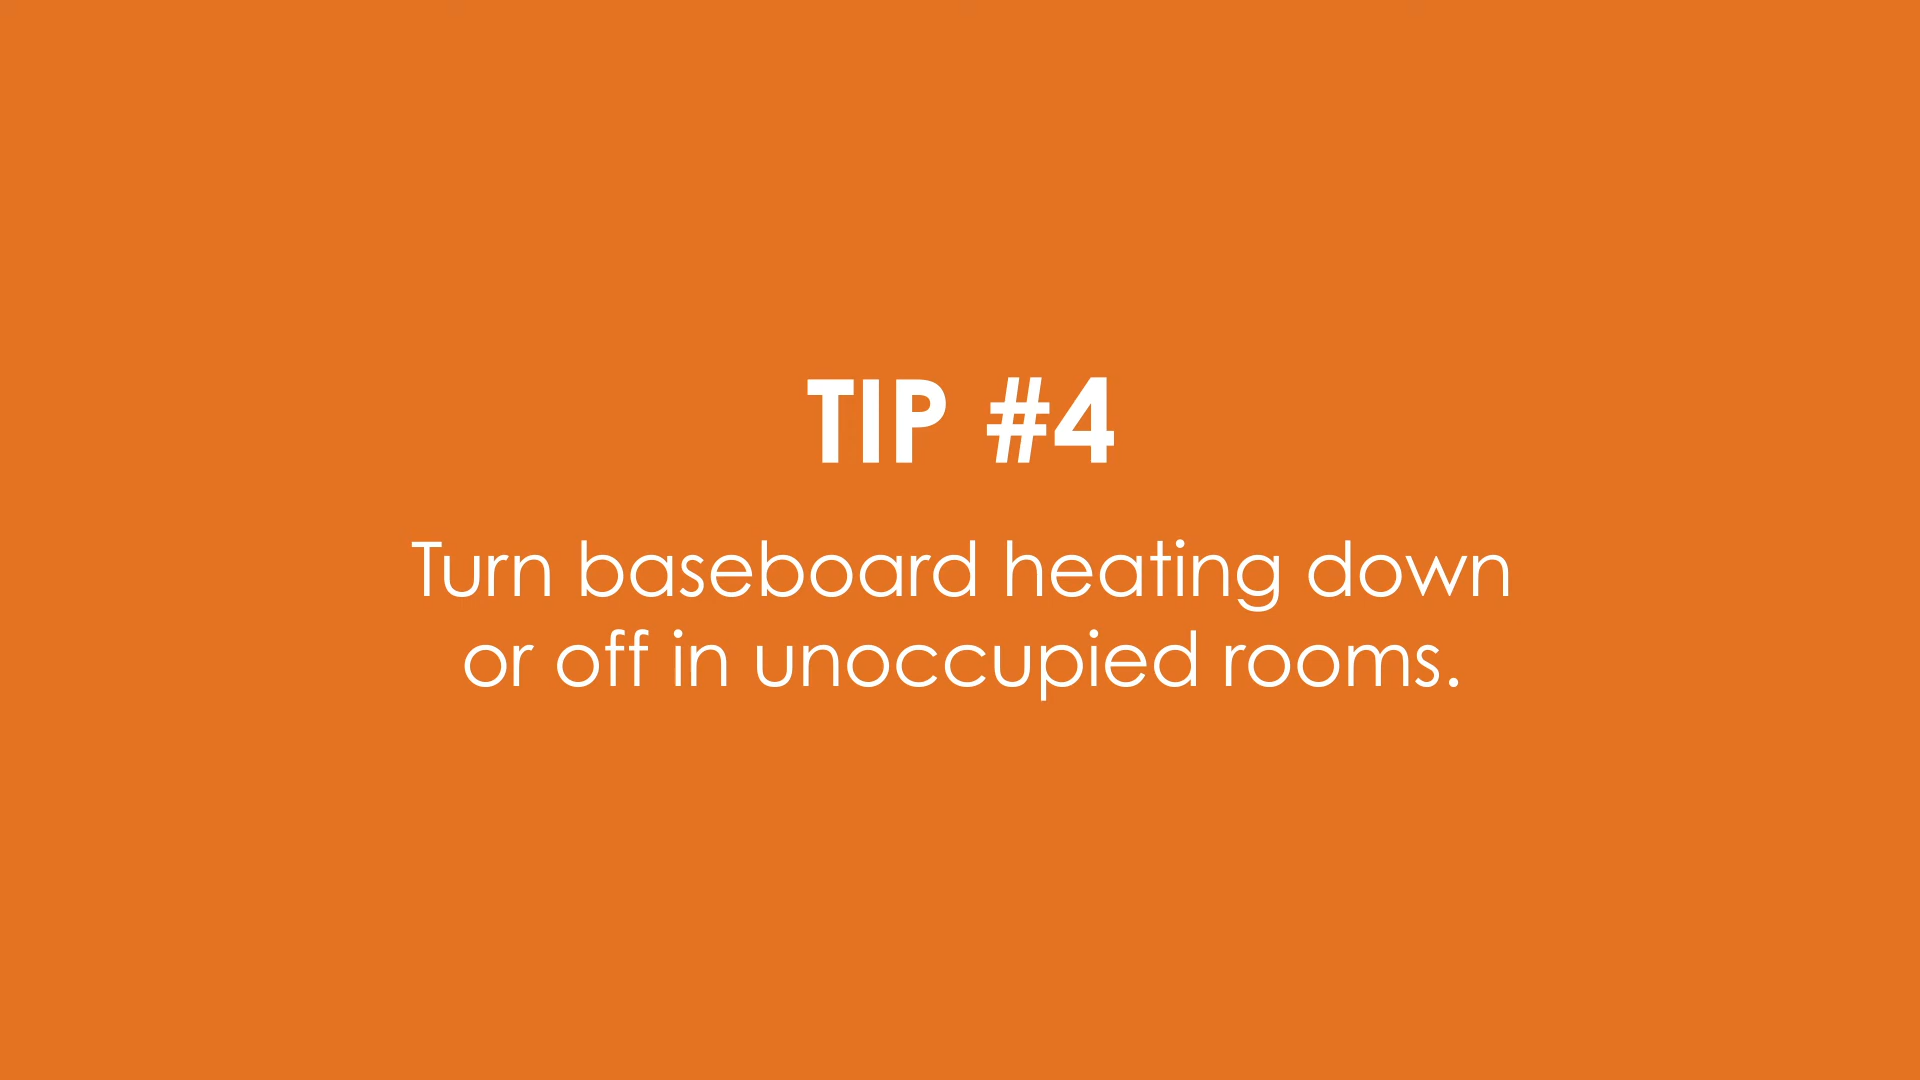 TIP #4
Turn baseboard heating down
or off in unoccupied rooms.